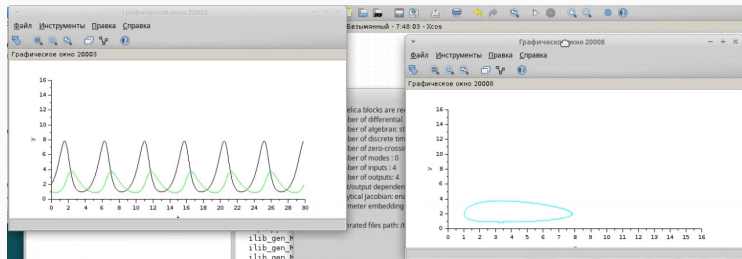 Графическое окно 20003
Файл Инструменты Правка Справка
Графическое окно 20003
y
16
14
12
10
8
6
4
2
0
0 2 4 6 8 10 12 14 16 18 20 22 24 26 28 30
Безымянный - 7:48:03 - Xcos
elica blocks are re
ber of differential
ber of algebraic st
ber of discrete tim
ber of zero-crossin
ber of modes : 0
ber of inputs : 4
ber of outputs: 4
t/output dependen
ytical Jacobian: ena
meter embedding
erated files path: /t
ilib_gen_M
ilib_gen_M
Графическое окно 20008
Файл Инструменты Правка Справка
Графическое окно 20008
y
16
14
12
10
8
6
4
2
0
0 1 2 3 4 5 6 7 8 9 10 11 12 13 14 15 16